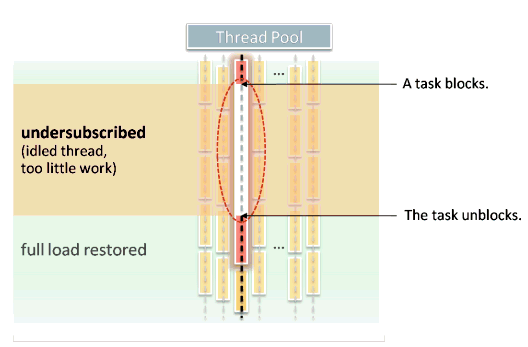 Thread Pool
...
A task blocks.
undersubscribed
(idled thread,
too little work)
The task unblocks.
full load restored
...